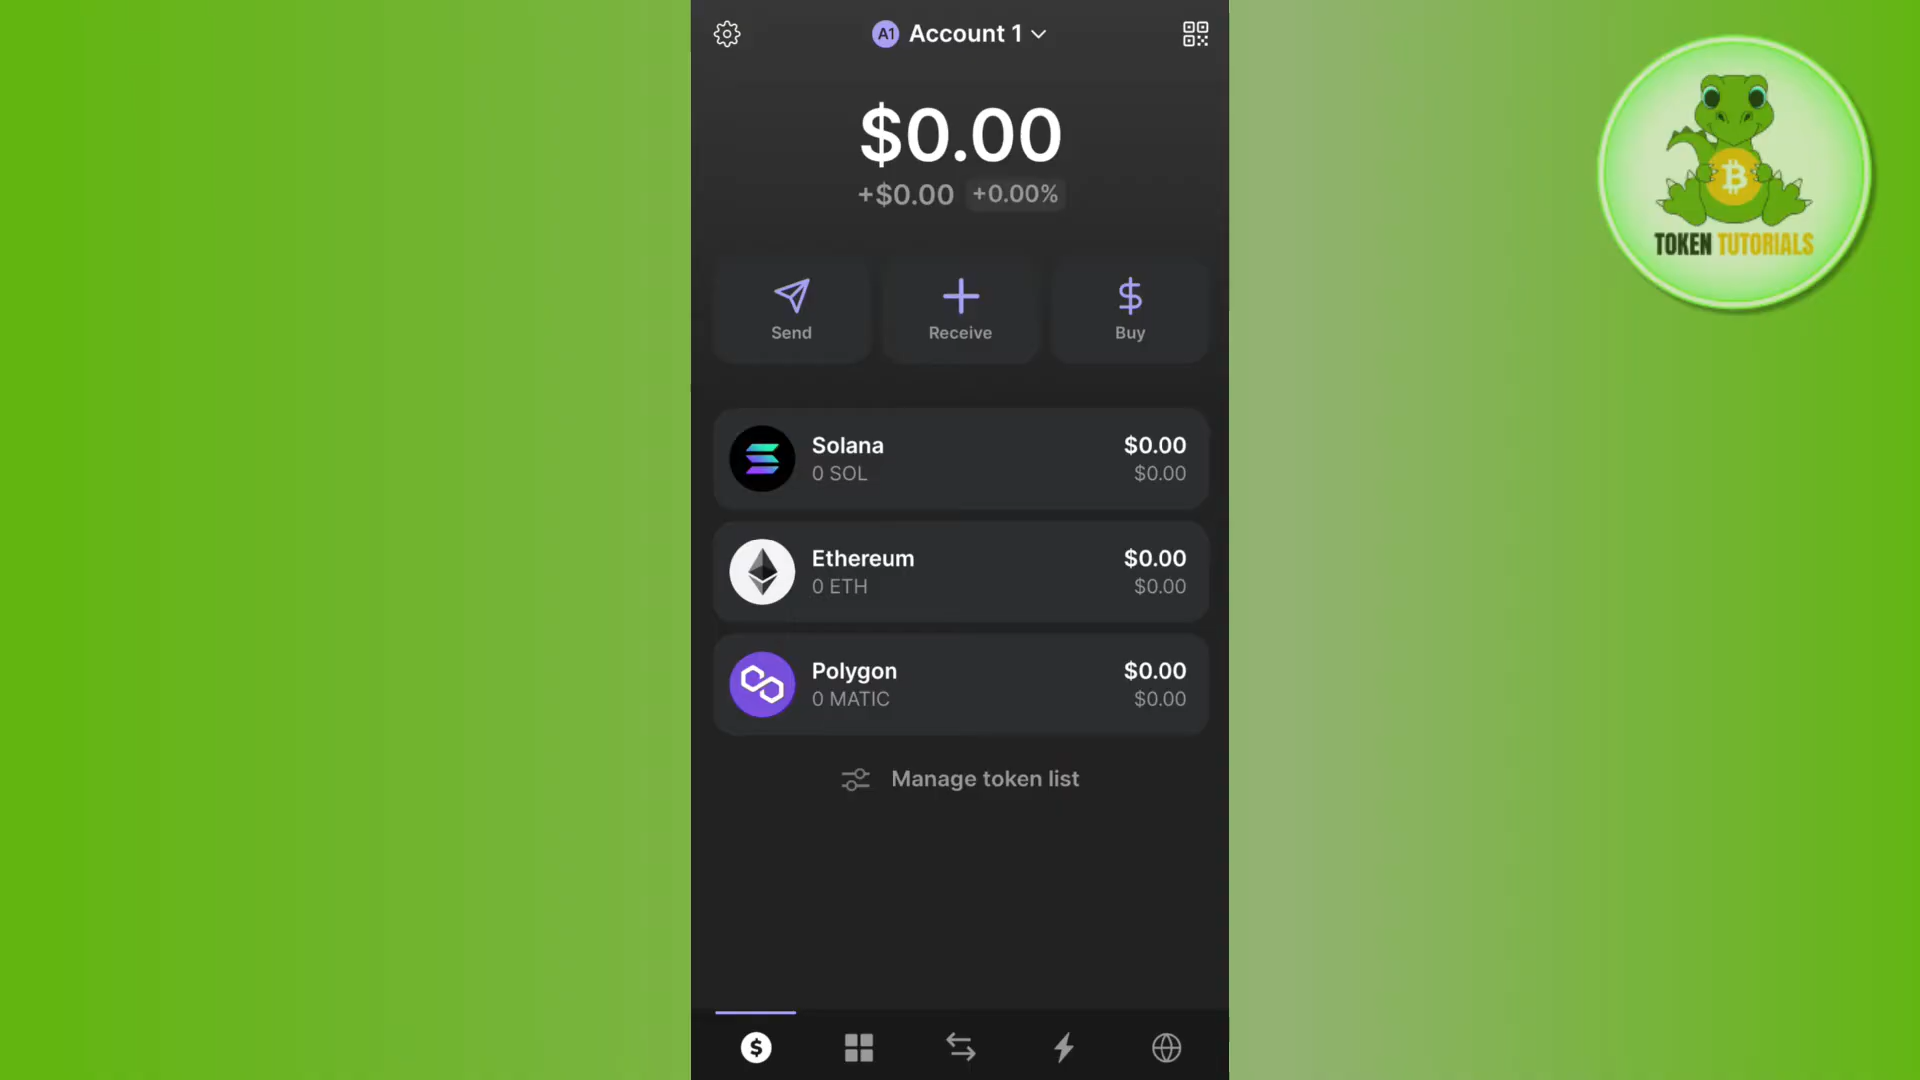 A1 Account 1
$0.00
+$0.00 +0.00%
Send
Receive
Buy
Solana
$0.00
0 SOL
$0.00
Ethereum
$0.00
0 ETH
$0.00
Polygon
$0.00
0 MATIC
$0.00
Manage token list
TOKEN TUTORIALS